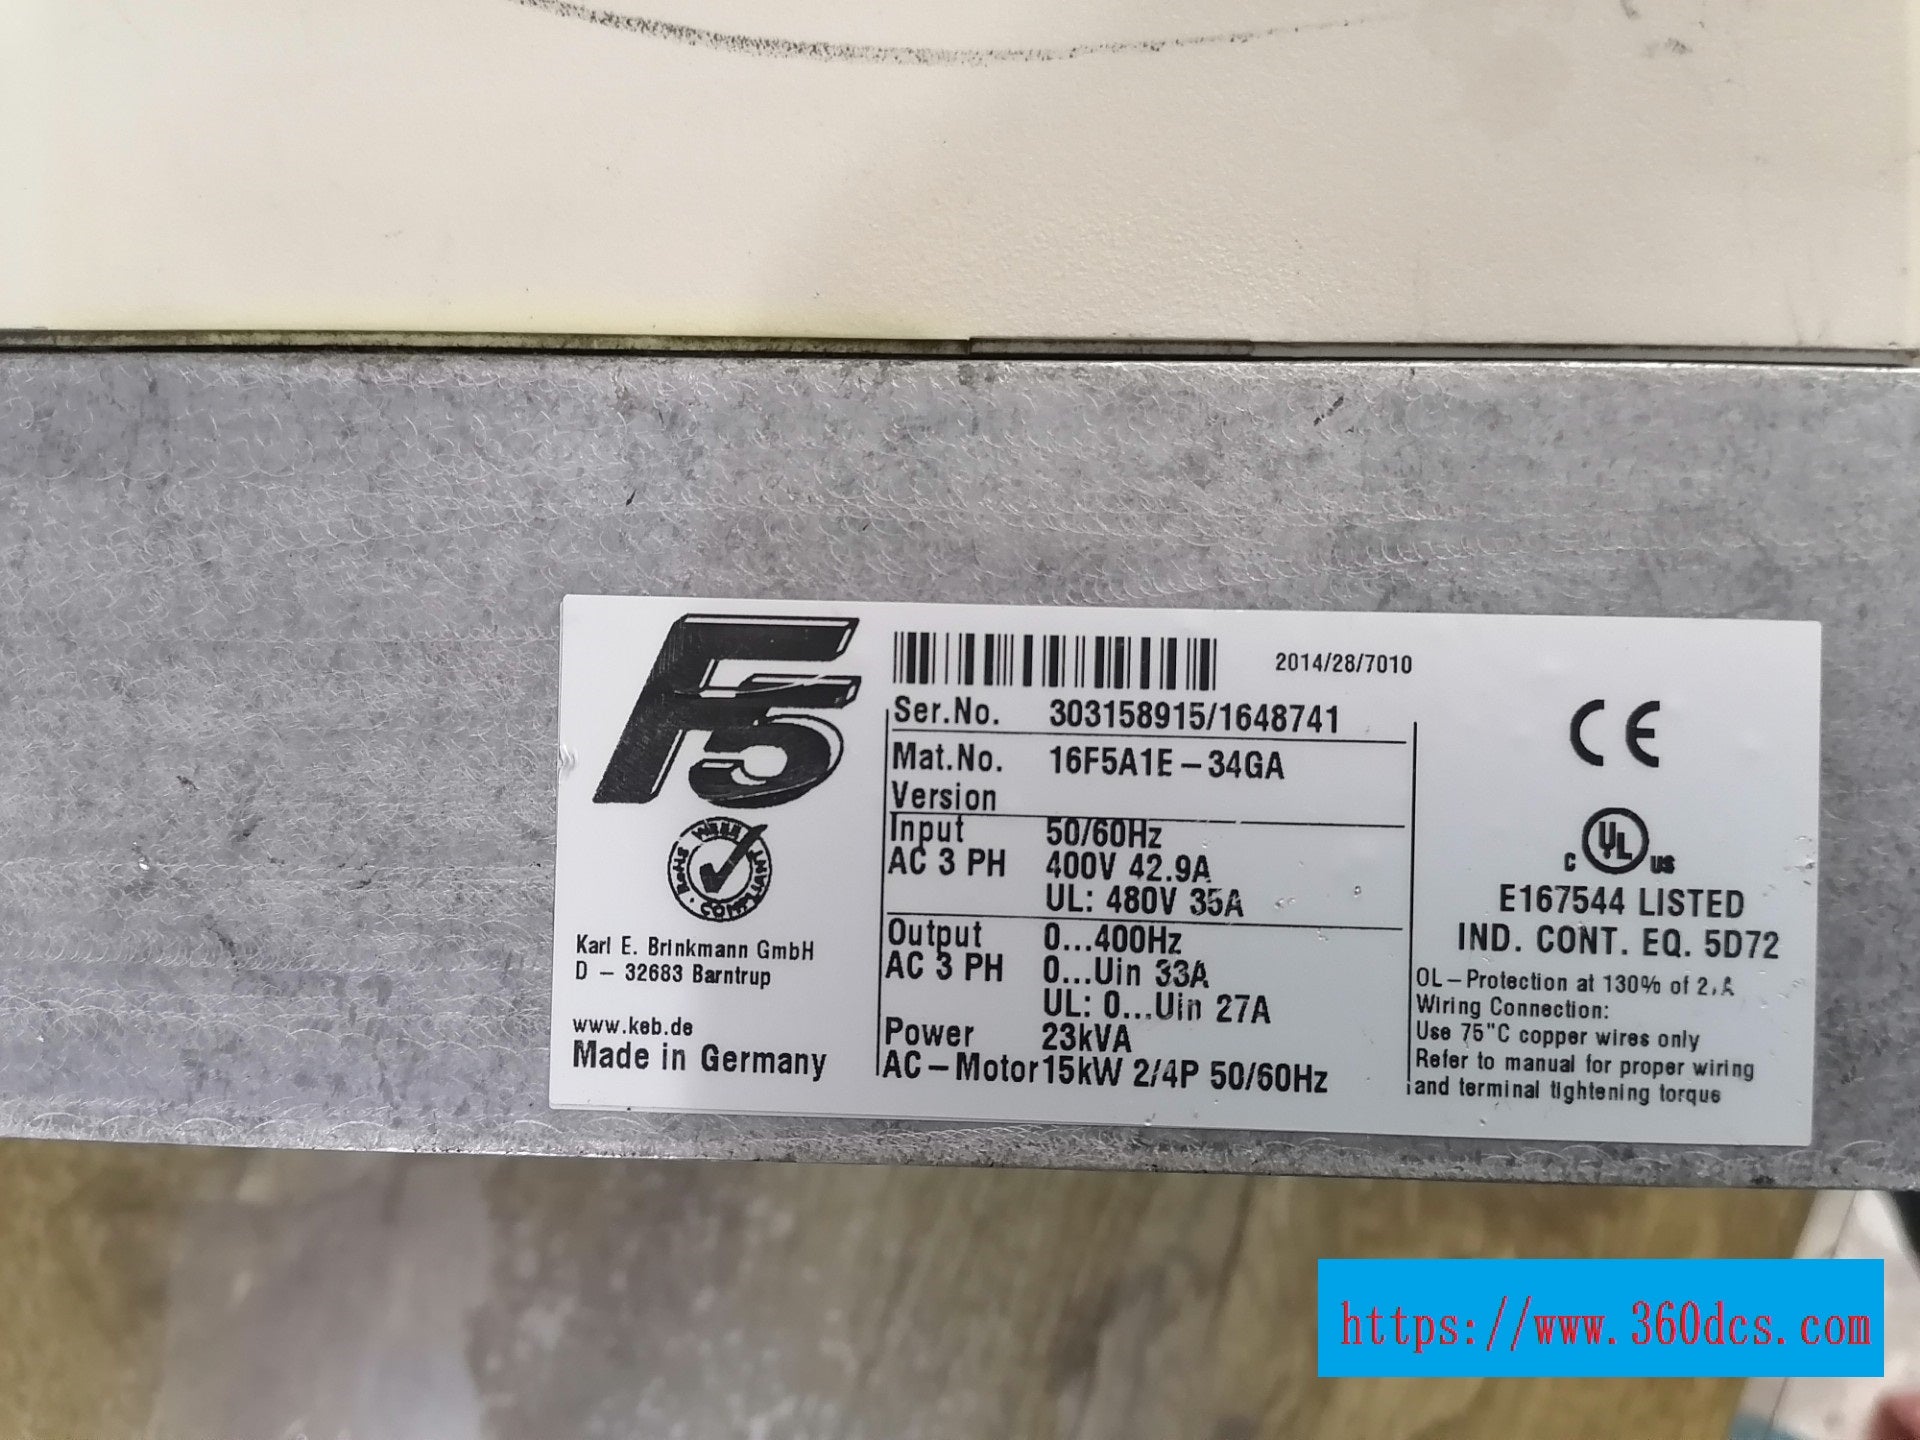 F5
2014/28/7010
Ser.No. 303158915/1648741
Mat.No. 16F5A1E-34GA
Version
Input 50/60Hz
AC 3 PH 400V 42.9A
UL: 480V 35A
Output 0...400Hz
AC 3 PH 0...Uin 33A
UL: 0...Uin 27A
Power 23kVA
AC-Motor 15kW 2/4P 50/60Hz
WEEE
RoHS
COMPLIANT
Karl E. Brinkmann GmbH
D - 32683 Barntrup
www.keb.de
Made in Germany
CE
C UL US
E167544 LISTED
IND. CONT. EQ. 5D72
OL-Protection at 130% of
Wiring Connection:
Use 75"C copper wires only
Refer to manual for proper wiring
and terminal tightening torque
https://www.360dcs.com